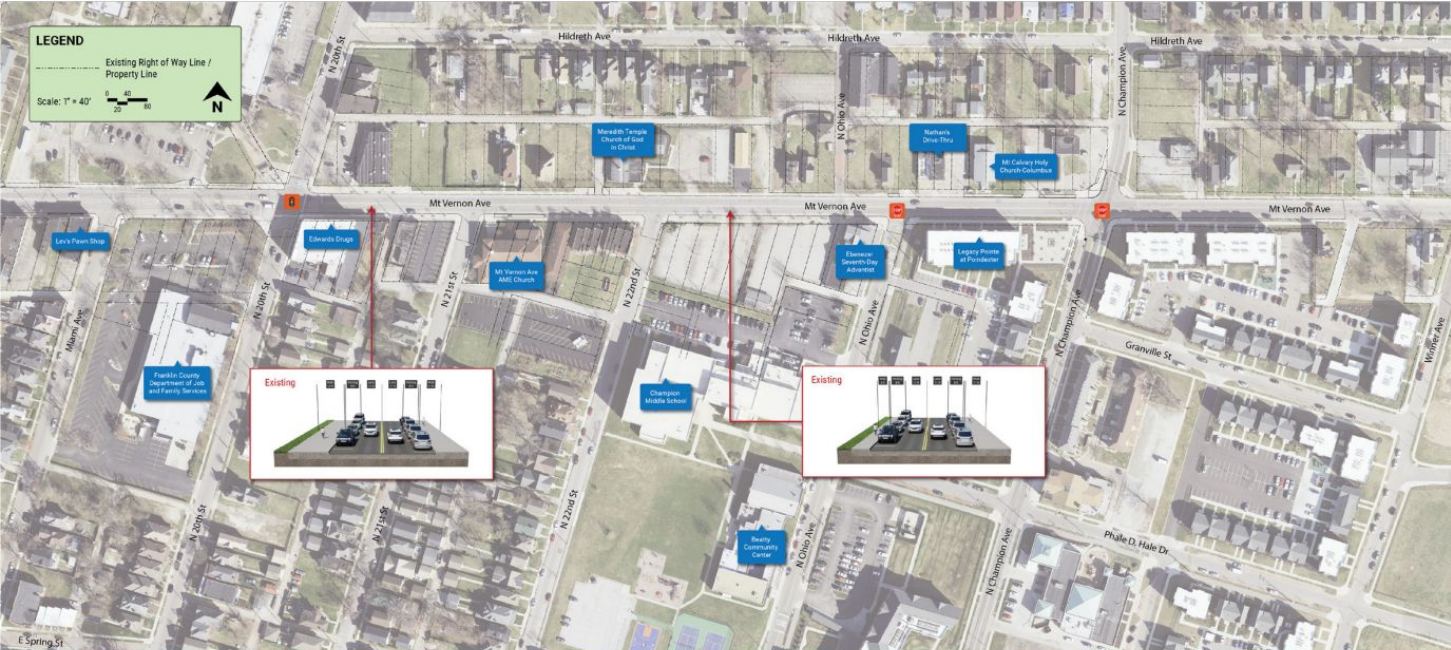 LEGEND
Existing Right of Way Line /
Property Line
Scale: 1" = 40'
0 40
20 80
N
N 20th St
Hildreth Ave
Hildreth Ave
N Champion Ave
Hildreth Ave
N Ohio Ave
Meredith Temple
Church of God
in Christ
Nathan's
Drive-Thru
Mt Calvary Holy
Church-Columbus
Mt Vernon Ave
Mt Vernon Ave
Mt Vernon Ave
Lev's Pawn Shop
Edwards Drugs
Mt Vernon Ave
AME Church
Ebenezer
Seventh-Day
Adventist
Legacy Pointe
at Poindexter
Miami Ave
N 20th St
N 21st St
N 22nd St
N Ohio Ave
N Champion Ave
Granville St
Winner Ave
Franklin County
Department of Job
and Family Services
Existing
Champion
Middle School
Existing
N 20th St
N 21st St
N 22nd St
Beatty
Community
Center
N Ohio Ave
N Champion Ave
Phale D. Hale Dr
E Spring St